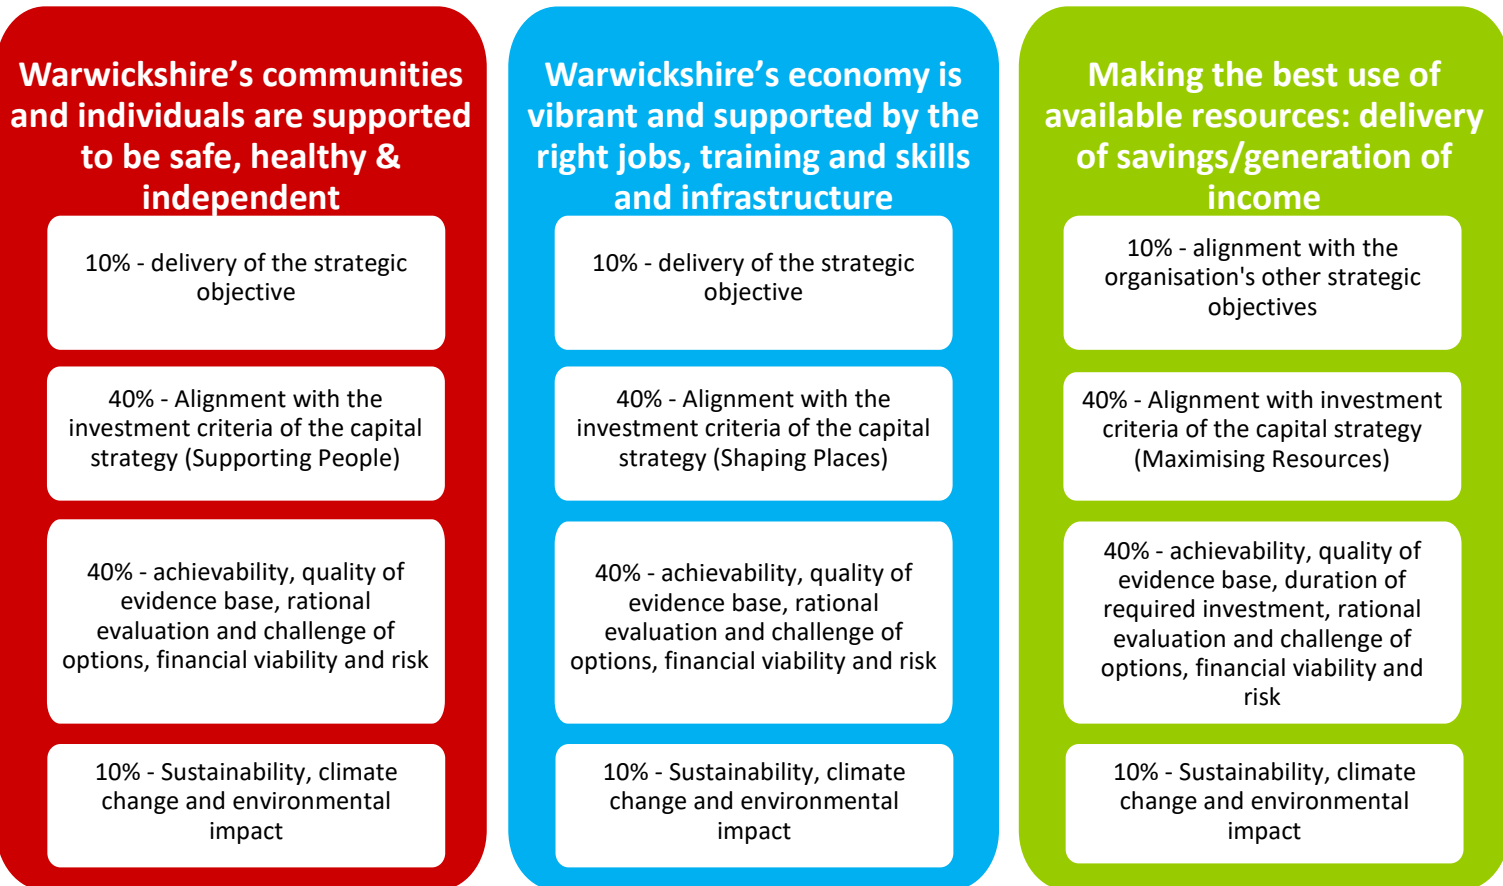 Warwickshire’s communities
and individuals are supported
to be safe, healthy &
independent
10% - delivery of the strategic
objective
40% - Alignment with the
investment criteria of the capital
strategy (Supporting People)
40% - achievability, quality of
evidence base, rational
evaluation and challenge of
options, financial viability and risk
10% - Sustainability, climate
change and environmental
impact
Warwickshire’s economy is
vibrant and supported by the
right jobs, training and skills
and infrastructure
10% - delivery of the strategic
objective
40% - Alignment with the
investment criteria of the capital
strategy (Shaping Places)
40% - achievability, quality of
evidence base, rational
evaluation and challenge of
options, financial viability and risk
10% - Sustainability, climate
change and environmental
impact
Making the best use of
available resources: delivery
of savings/generation of
income
10% - alignment with the
organisation's other strategic
objectives
40% - Alignment with investment
criteria of the capital strategy
(Maximising Resources)
40% - achievability, quality of
evidence base, duration of
required investment, rational
evaluation and challenge of
options, financial viability and
risk
10% - Sustainability, climate
change and environmental
impact